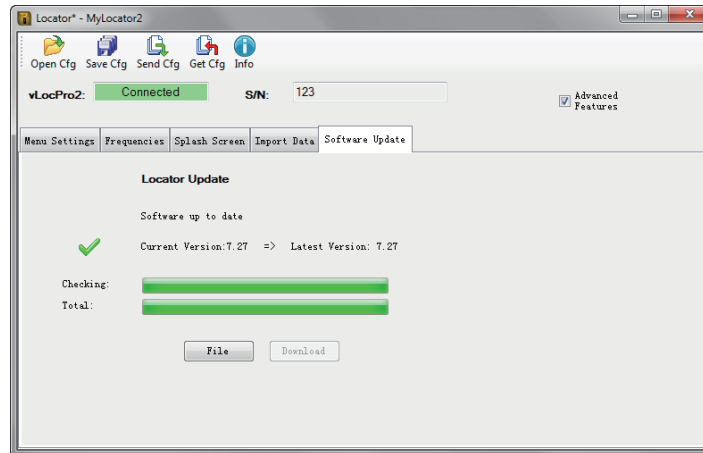 Locator* - MyLocator2
Open Cfg Save Cfg Send Cfg Get Cfg Info
vLocPro2: Connected S/N: 123
Advanced
Features
Menu Settings Frequencies Splash Screen Import Data Software Update
Locator Update
Software up to date
Current Version:7.27 => Latest Version: 7.27
Checking:
Total:
File Download